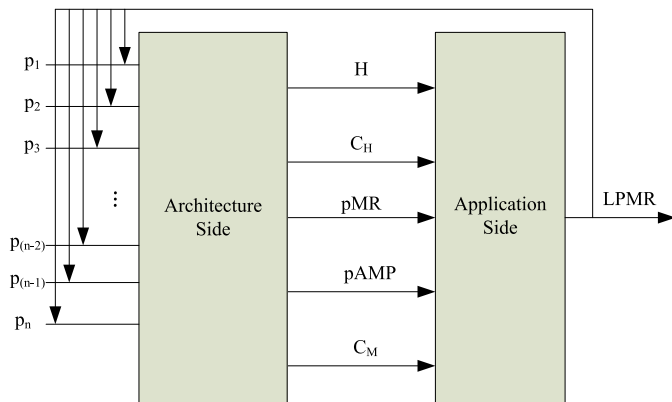 p1
p2
p3
...
p(n-2)
p(n-1)
pn
Architecture
Side
H
CH
pMR
pAMP
CM
Application
Side
LPMR